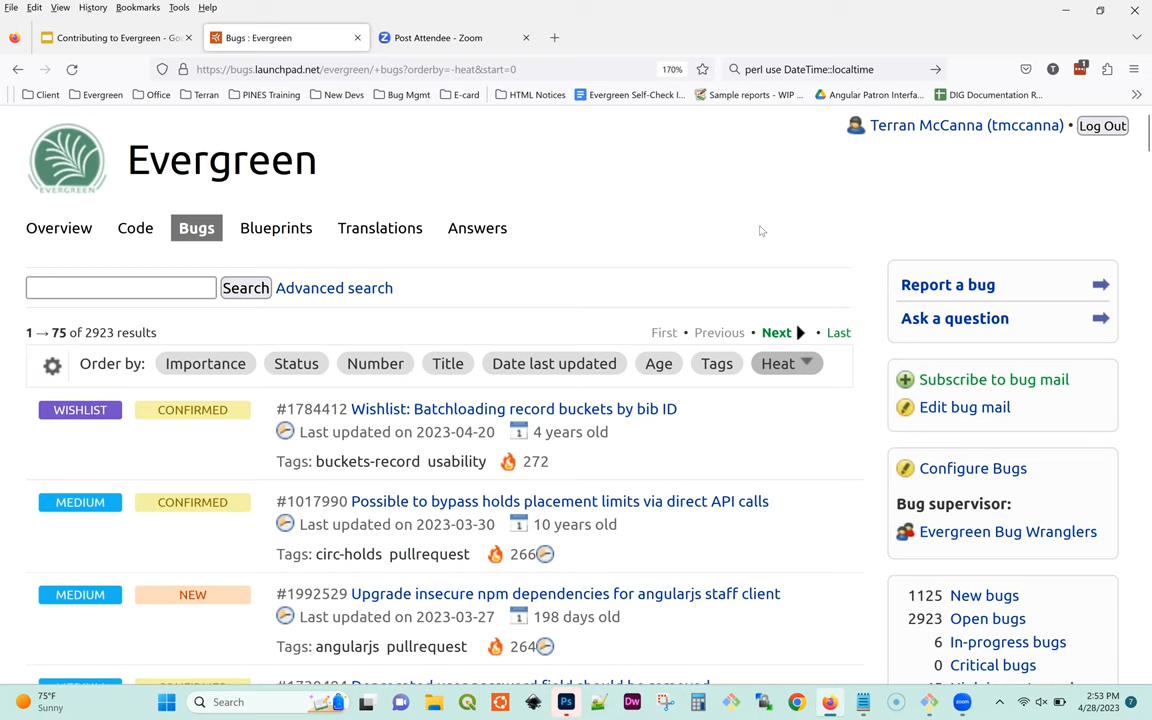 File Edit View History Bookmarks Tools Help
Contributing to Evergreen - Go
Bugs : Evergreen
Post Attendee - Zoom
https://bugs.launchpad.net/evergreen/+bugs?orderby=-heat&start=0
170%
perl use DateTime::localtime
1
Client Evergreen Office Terran PINES Training New Devs Bug Mgmt E-card HTML Notices Evergreen Self-Check I... Sample reports - WIP ... Angular Patron Interfa... DIG Documentation R...
Terran McCanna (tmccanna) • Log Out
EVERGREEN
Evergreen
Overview Code Bugs Blueprints Translations Answers
Search Advanced search
1 → 75 of 2923 results
First • Previous • Next • Last
Order by: Importance Status Number Title Date last updated Age Tags Heat
WISHLIST CONFIRMED #1784412 Wishlist: Batchloading record buckets by bib ID
Last updated on 2023-04-20 4 years old
Tags: buckets-record usability 272
MEDIUM CONFIRMED #1017990 Possible to bypass holds placement limits via direct API calls
Last updated on 2023-03-30 10 years old
Tags: circ-holds pullrequest 266
MEDIUM NEW #1992529 Upgrade insecure npm dependencies for angularjs staff client
Last updated on 2023-03-27 198 days old
Tags: angularjs pullrequest 264
Report a bug
Ask a question
Subscribe to bug mail
Edit bug mail
Configure Bugs
Bug supervisor:
Evergreen Bug Wranglers
1125 New bugs
2923 Open bugs
6 In-progress bugs
0 Critical bugs
75°F
Sunny
Search
2:53 PM
4/28/2023